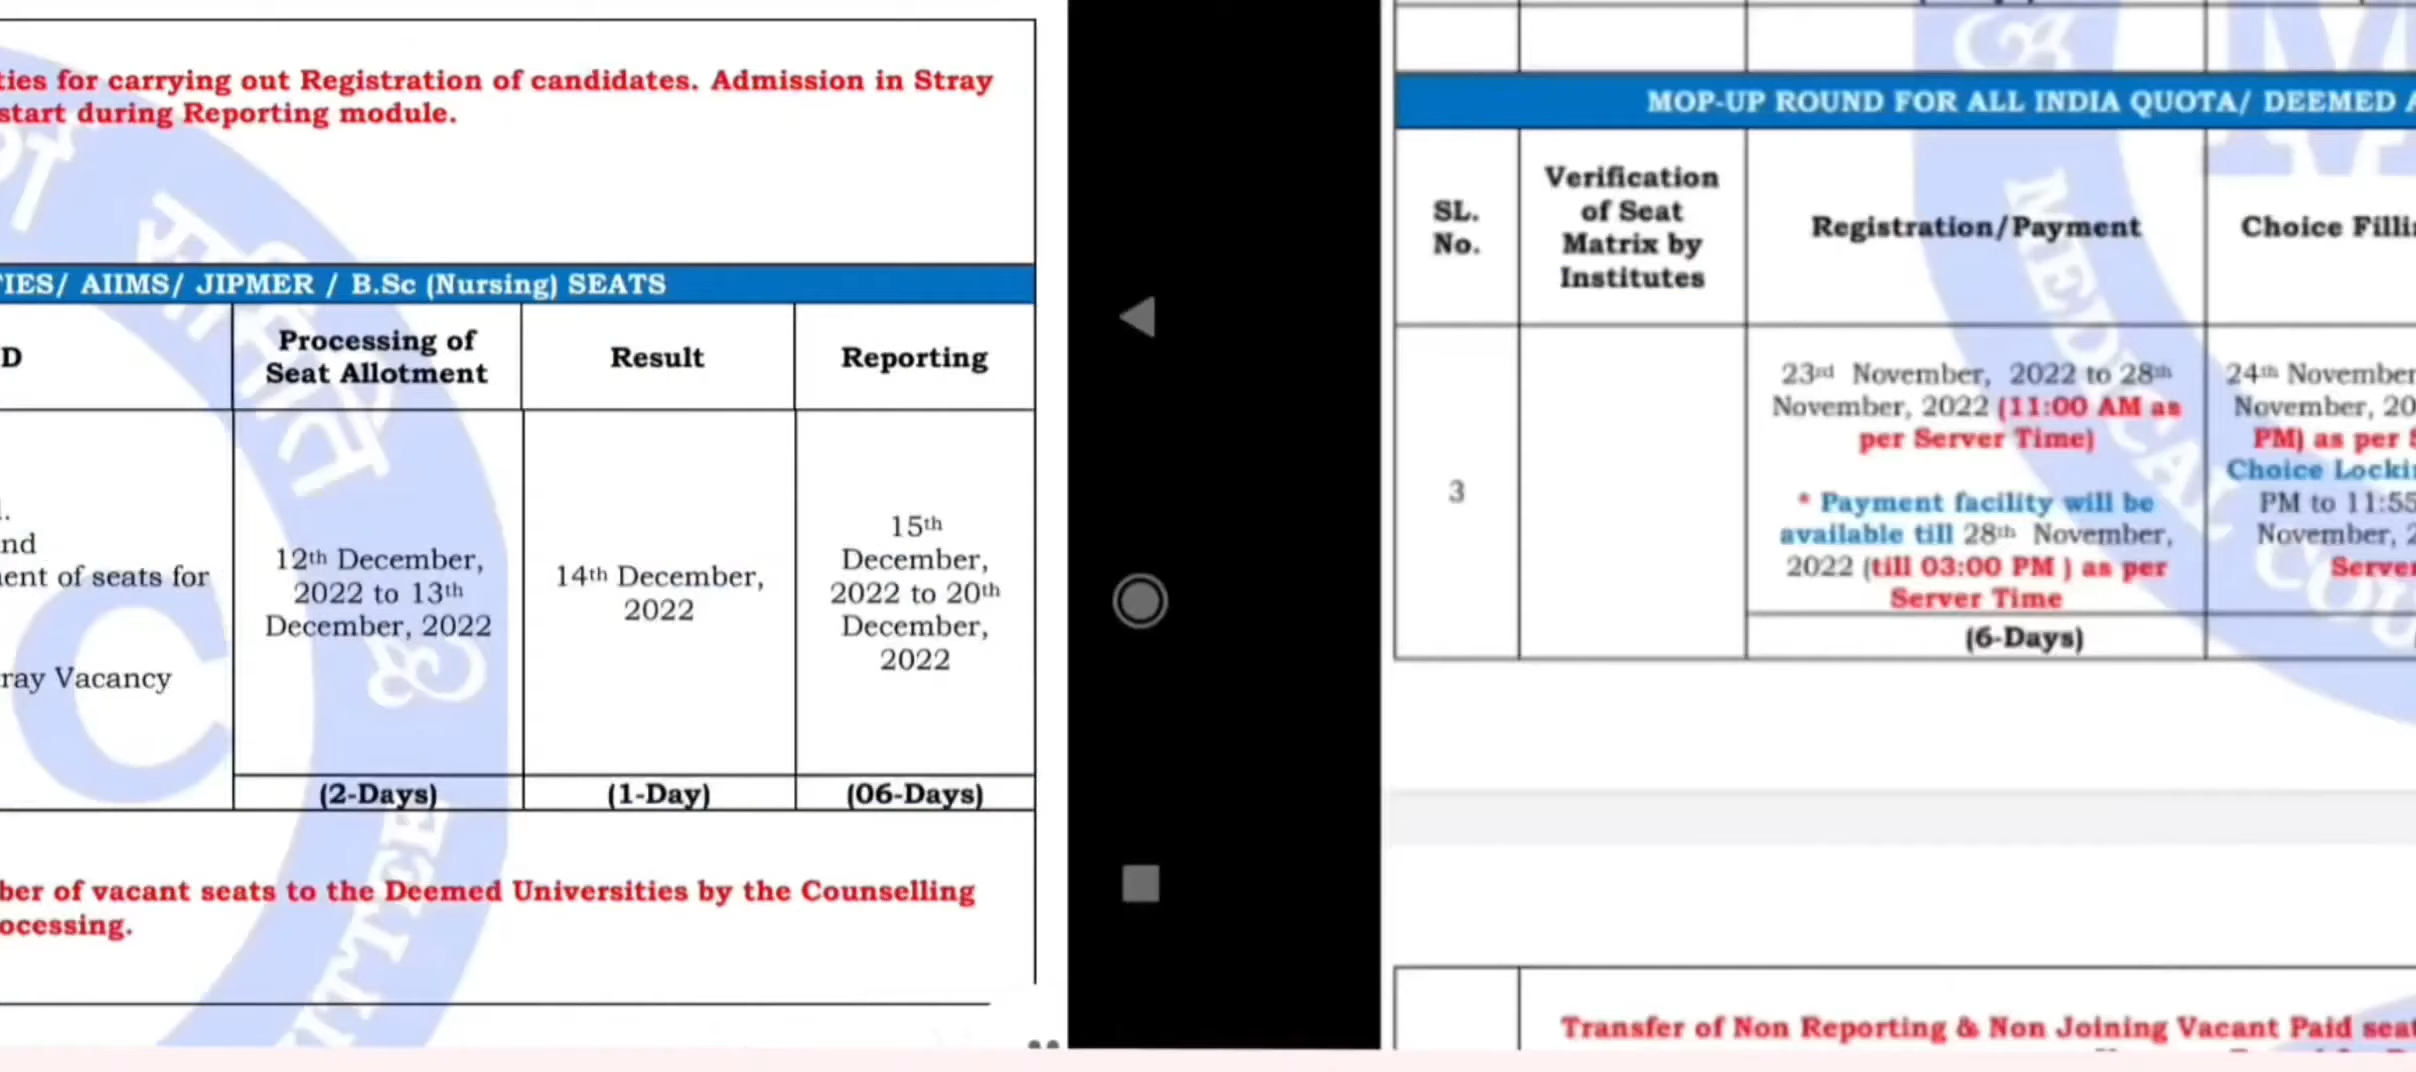 ties for carrying out Registration of candidates. Admission in Stray
start during Reporting module.
TIES/ AIIMS/ JIPMER / B.Sc (Nursing) SEATS
D
Processing of
Seat Allotment
Result
Reporting
nd
ent of seats for
ray Vacancy
12th December,
2022 to 13th
December, 2022
14th December,
2022
15th
December,
2022 to 20th
December,
2022
(2-Days)
(1-Day)
(06-Days)
ber of vacant seats to the Deemed Universities by the Counselling
ocessing.
समिति
&
C
MITTEE
MOP-UP ROUND FOR ALL INDIA QUOTA/ DEEMED A
SL.
No.
Verification
of Seat
Matrix by
Institutes
Registration/Payment
Choice Filli
3
23rd November, 2022 to 28th
November, 2022 (11:00 AM as
per Server Time)
* Payment facility will be
available till 28th November,
2022 (till 03:00 PM ) as per
Server Time
(6-Days)
24th November
November, 20
PM) as per S
Choice Locki
PM to 11:55
November, 2
Server
M
MEDICAL COU
Transfer of Non Reporting & Non Joining Vacant Paid seat